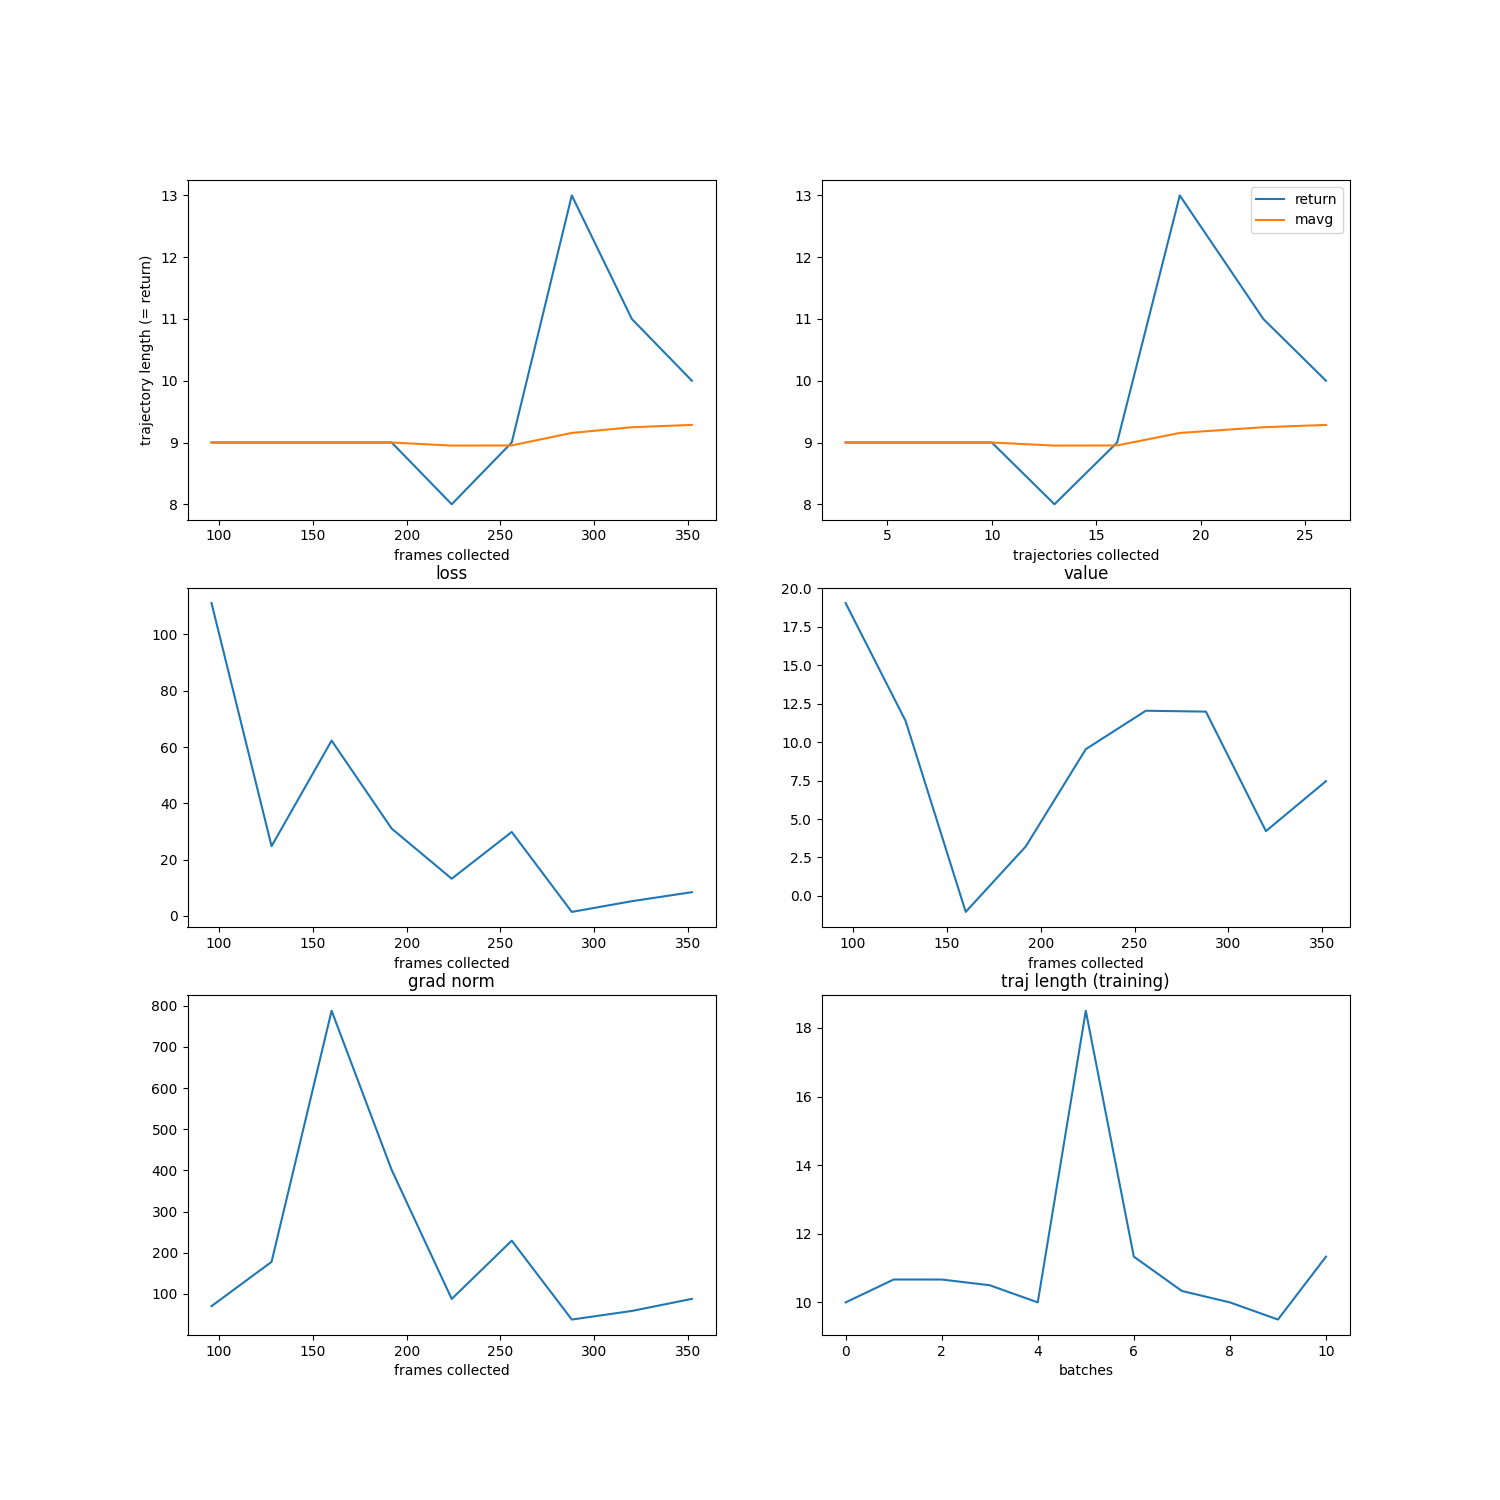 13
12
11
10
9
8
trajectory length (= return)
100 150 200 250 300 350
frames collected
13
12
11
10
9
8
return
mavg
5 10 15 20 25
trajectories collected
loss
100
80
60
40
20
0
100 150 200 250 300 350
frames collected
value
20.0
17.5
15.0
12.5
10.0
7.5
5.0
2.5
0.0
100 150 200 250 300 350
frames collected
grad norm
800
700
600
500
400
300
200
100
100 150 200 250 300 350
frames collected
traj length (training)
18
16
14
12
10
0 2 4 6 8 10
batches